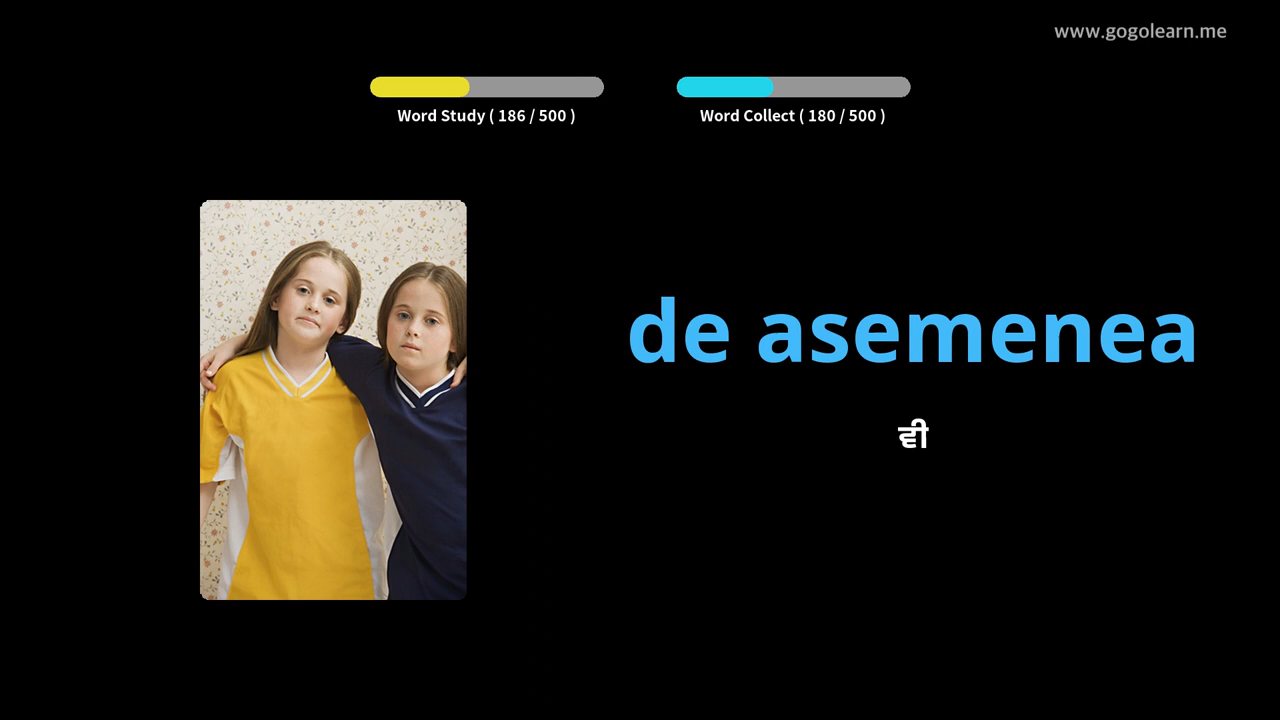 www.gogolearn.me
Word Study ( 186 / 500 )
Word Collect ( 180 / 500 )
de asemenea
ਵੀ